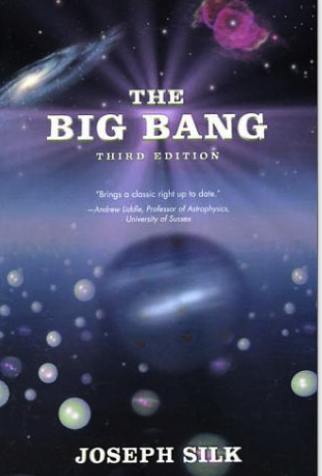 THE
BIG BANG
THIRD EDITION
"Brings a classic right up to date."
—Andrew Liddle, Professor of Astrophysics,
University of Sussex
JOSEPH SILK